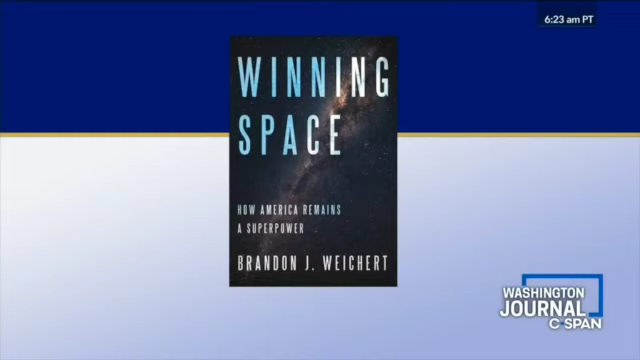 6:23 am PT
WINNING
SPACE
HOW AMERICA REMAINS
A SUPERPOWER
BRANDON J. WEICHERT
WASHINGTON
JOURNAL
C-SPAN